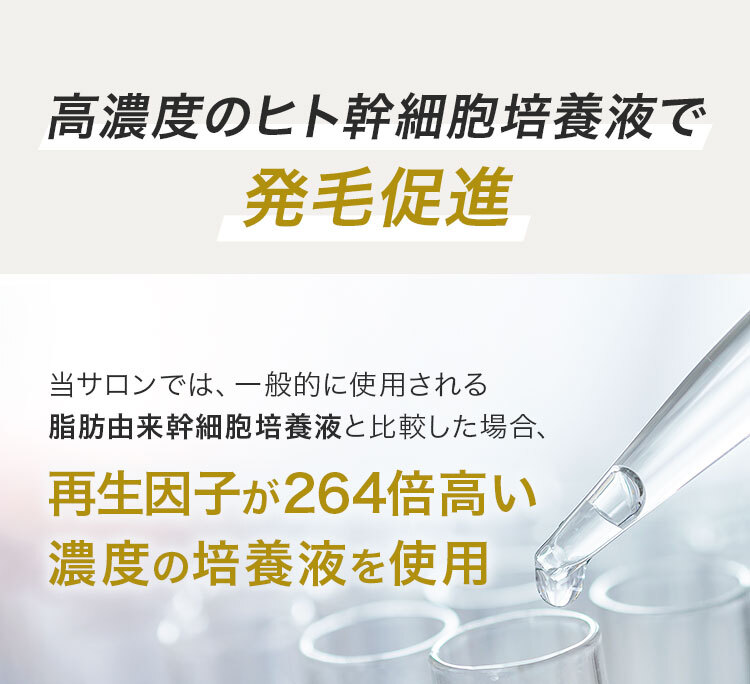 高濃度のヒト幹細胞培養液で
発毛促進
当サロンでは、一般的に使用される
脂肪由来幹細胞培養液と比較した場合、
再生因子が264倍高い
濃度の培養液を使用